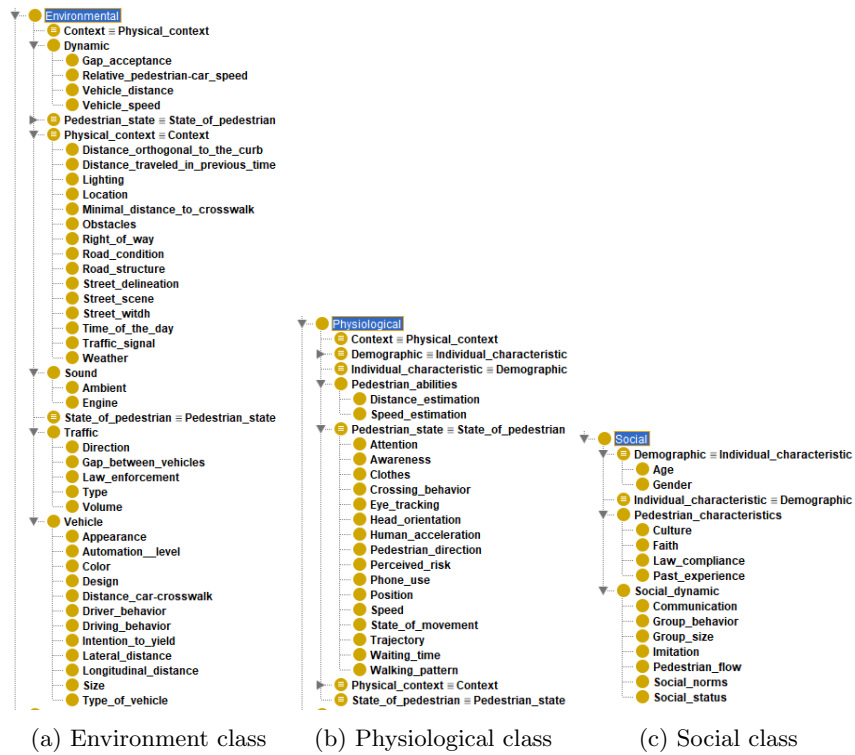 Environmental
Context ≡ Physical_context
Dynamic
Gap_acceptance
Relative_pedestrian-car_speed
Vehicle_distance
Vehicle_speed
Pedestrian_state ≡ State_of_pedestrian
Physical_context ≡ Context
Distance_orthogonal_to_the_curb
Distance_traveled_in_previous_time
Lighting
Location
Minimal_distance_to_crosswalk
Obstacles
Right_of_way
Road_condition
Road_structure
Street_delineation
Street_scene
Street_witdh
Time_of_the_day
Traffic_signal
Weather
Sound
Ambient
Engine
State_of_pedestrian ≡ Pedestrian_state
Traffic
Direction
Gap_between_vehicles
Law_enforcement
Type
Volume
Vehicle
Appearance
Automation__level
Color
Design
Distance_car-crosswalk
Driver_behavior
Driving_behavior
Intention_to_yield
Lateral_distance
Longitudinal_distance
Size
Type_of_vehicle
(a) Environment class
Physiological
Context ≡ Physical_context
Demographic ≡ Individual_characteristic
Individual_characteristic ≡ Demographic
Pedestrian_abilities
Distance_estimation
Speed_estimation
Pedestrian_state ≡ State_of_pedestrian
Attention
Awareness
Clothes
Crossing_behavior
Eye_tracking
Head_orientation
Human_acceleration
Pedestrian_direction
Perceived_risk
Phone_use
Position
Speed
State_of_movement
Trajectory
Waiting_time
Walking_pattern
Physical_context ≡ Context
State_of_pedestrian ≡ Pedestrian_state
(b) Physiological class
Social
Demographic ≡ Individual_characteristic
Age
Gender
Individual_characteristic ≡ Demographic
Pedestrian_characteristics
Culture
Faith
Law_compliance
Past_experience
Social_dynamic
Communication
Group_behavior
Group_size
Imitation
Pedestrian_flow
Social_norms
Social_status
(c) Social class